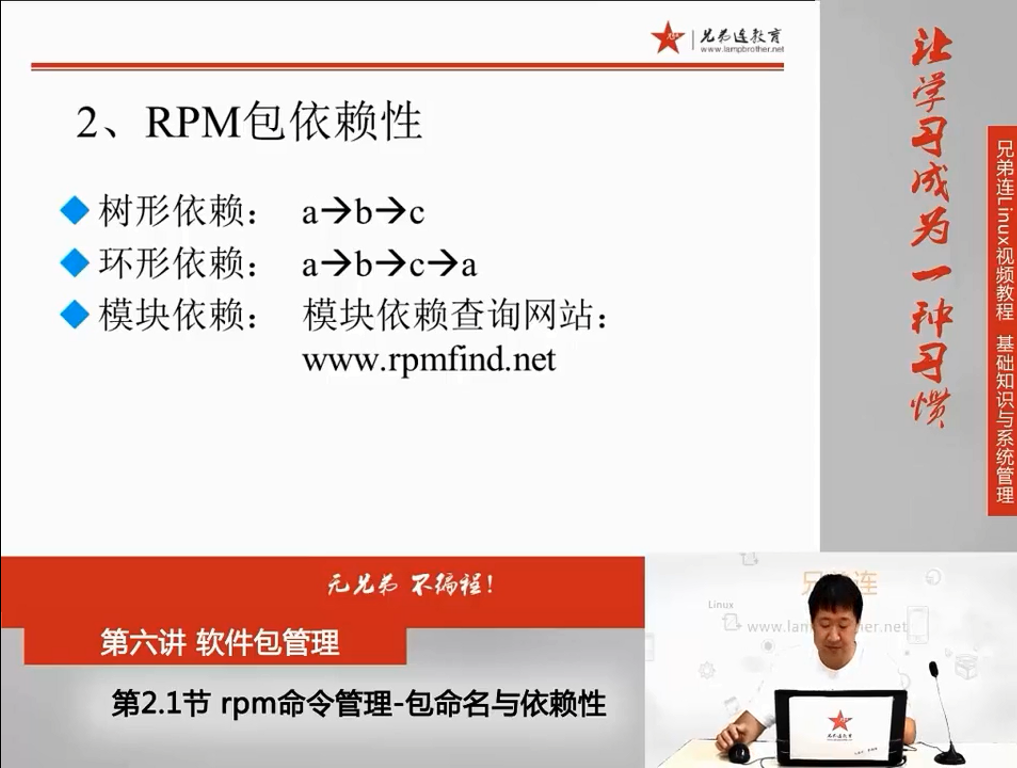 兄弟连教育
www.lampbrother.net
2、RPM包依赖性
树形依赖： a→b→c
环形依赖： a→b→c→a
模块依赖： 模块依赖查询网站：
www.rpmfind.net
让学习成为一种习惯
兄弟连Linux视频教程 基础知识与系统管理
无兄弟 不编程！
第六讲 软件包管理
第2.1节 rpm命令管理-包命名与依赖性
兄弟连
Linux
兄弟连教育